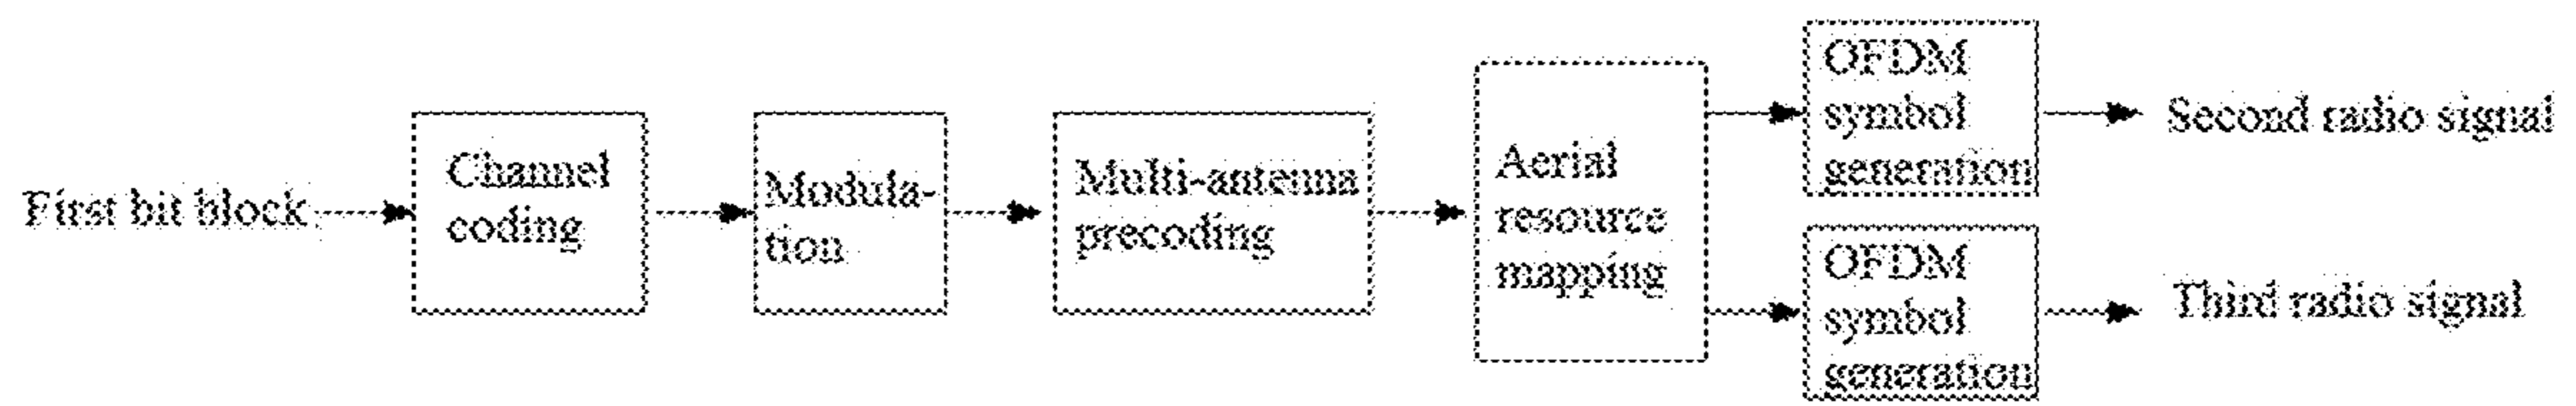 First bit block
Channel
coding
Modula-
tion
Multi-antenna
precoding
Aerial
resource
mapping
OFDM
symbol
generation
Second radio signal
OFDM
symbol
generation
Third radio signal